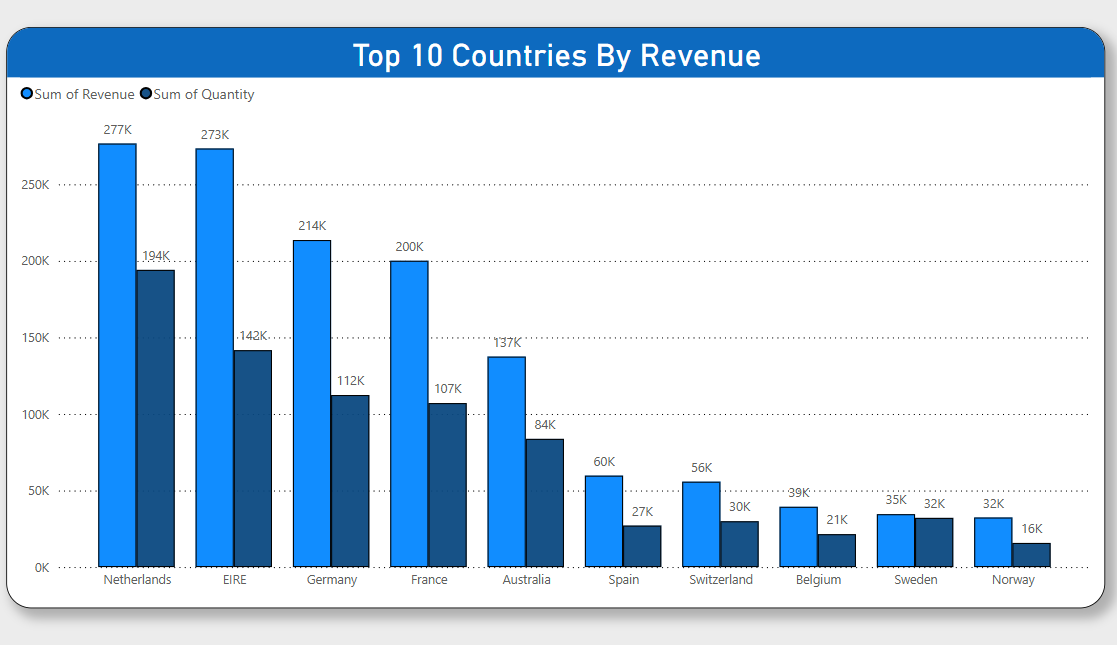 Top 10 Countries By Revenue
Sum of Revenue Sum of Quantity
277K
273K
194K
142K
214K
112K
200K
107K
137K
84K
60K
27K
56K
30K
39K
21K
35K
32K
32K
16K
250K
200K
150K
100K
50K
0K
Netherlands EIRE Germany France Australia Spain Switzerland Belgium Sweden Norway